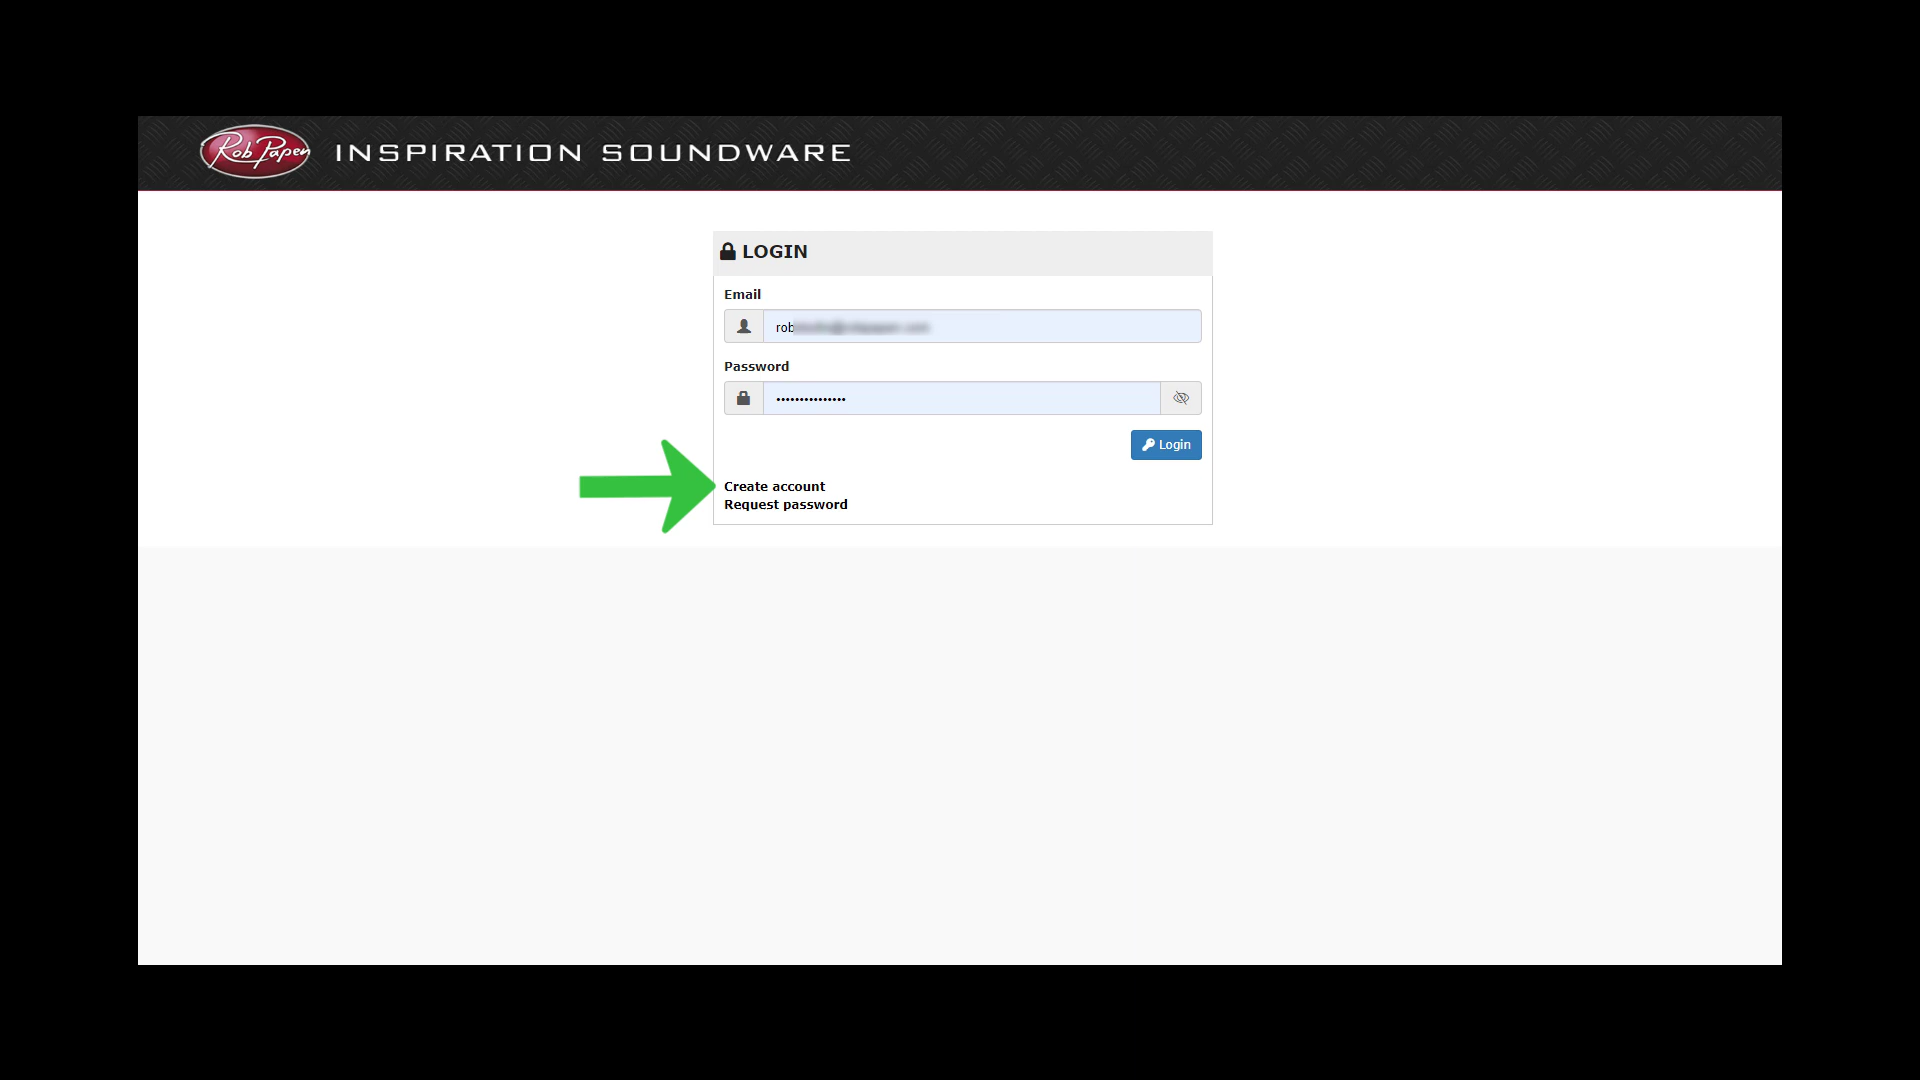 Rob Papen INSPIRATION SOUNDWARE
LOGIN
Email
rob
Password
••••••••••••••
Login
Create account
Request password